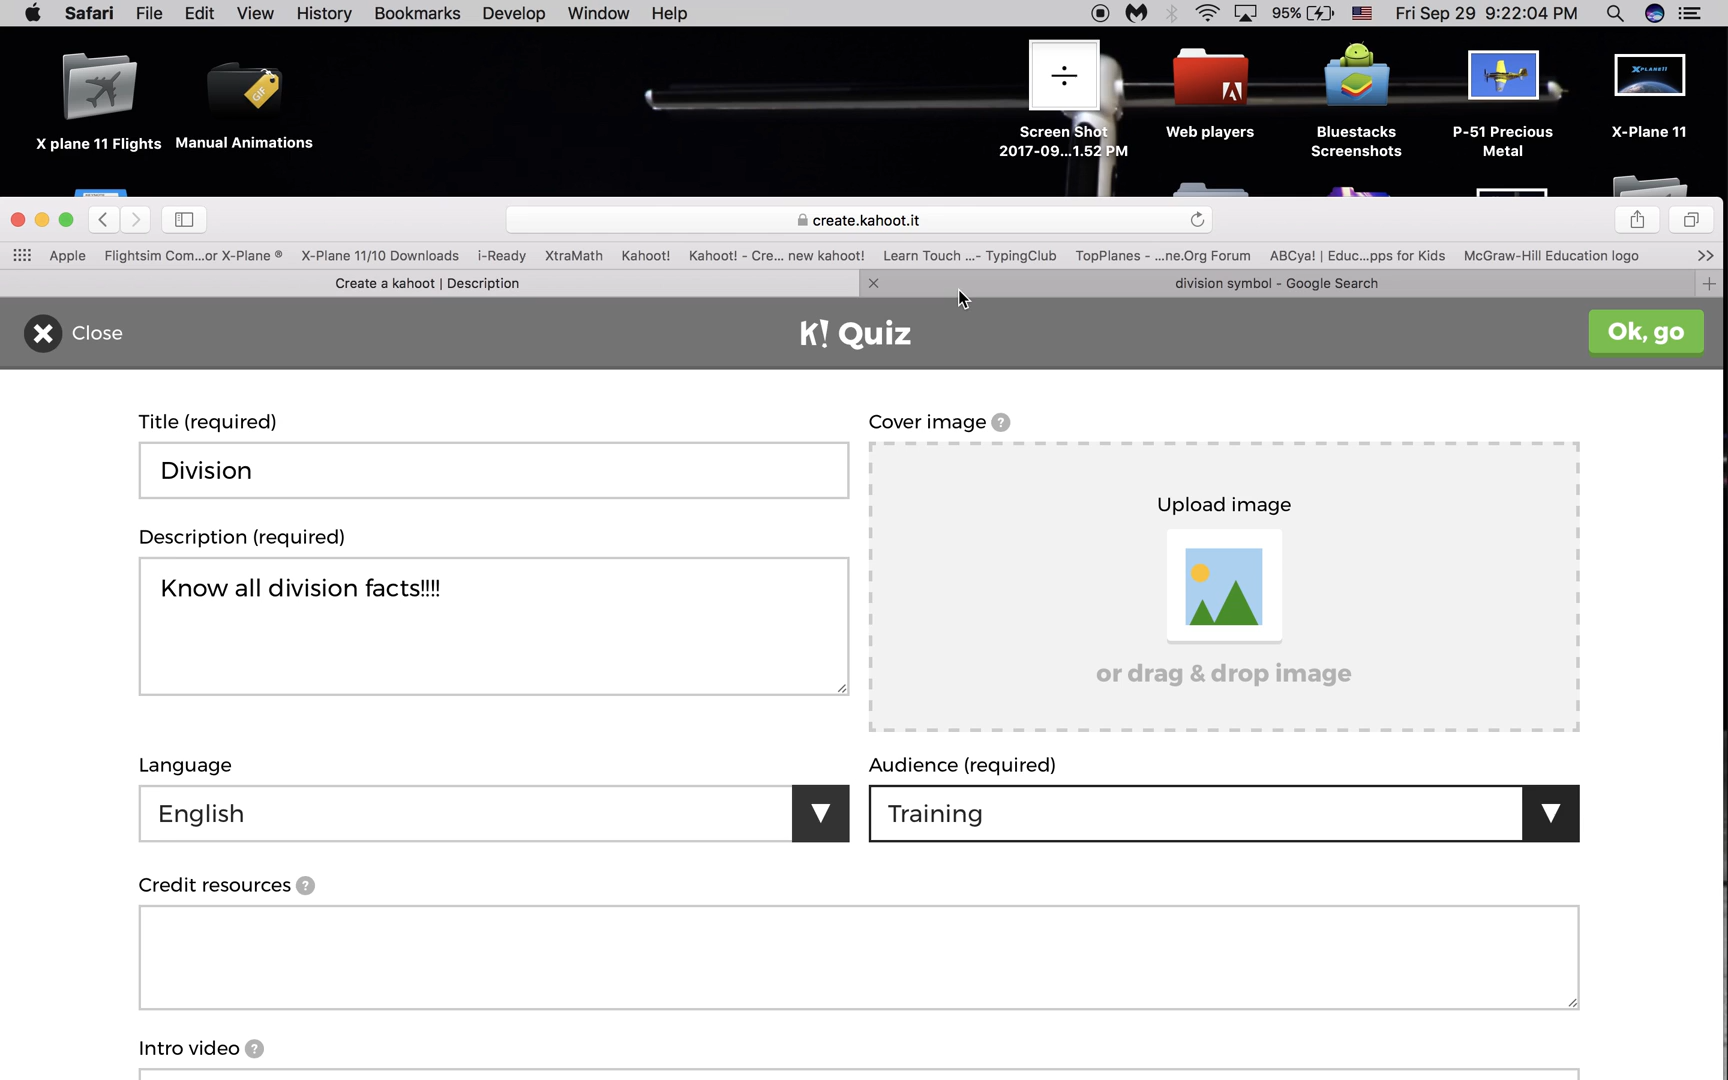 Safari File Edit View History Bookmarks Develop Window Help 95% Fri Sep 29 9:22:04 PM
X plane 11 Flights
Manual Animations
GIF
÷
Screen Shot
2017-09...1.52 PM
Web players
Bluestacks
Screenshots
P-51 Precious
Metal
X-PLANE 11
X-Plane 11
create.kahoot.it
Apple Flightsim Com...or X-Plane ® X-Plane 11/10 Downloads i-Ready XtraMath Kahoot! Kahoot! - Cre... new kahoot! Learn Touch ...- TypingClub TopPlanes - ...ne.Org Forum ABCya! | Educ...pps for Kids McGraw-Hill Education logo >>
Create a kahoot | Description
division symbol - Google Search
Close
K! Quiz
Ok, go
Title (required)
Division
Description (required)
Know all division facts!!!!
Cover image ?
Upload image
or drag & drop image
Language
English
Audience (required)
Training
Credit resources ?
Intro video ?